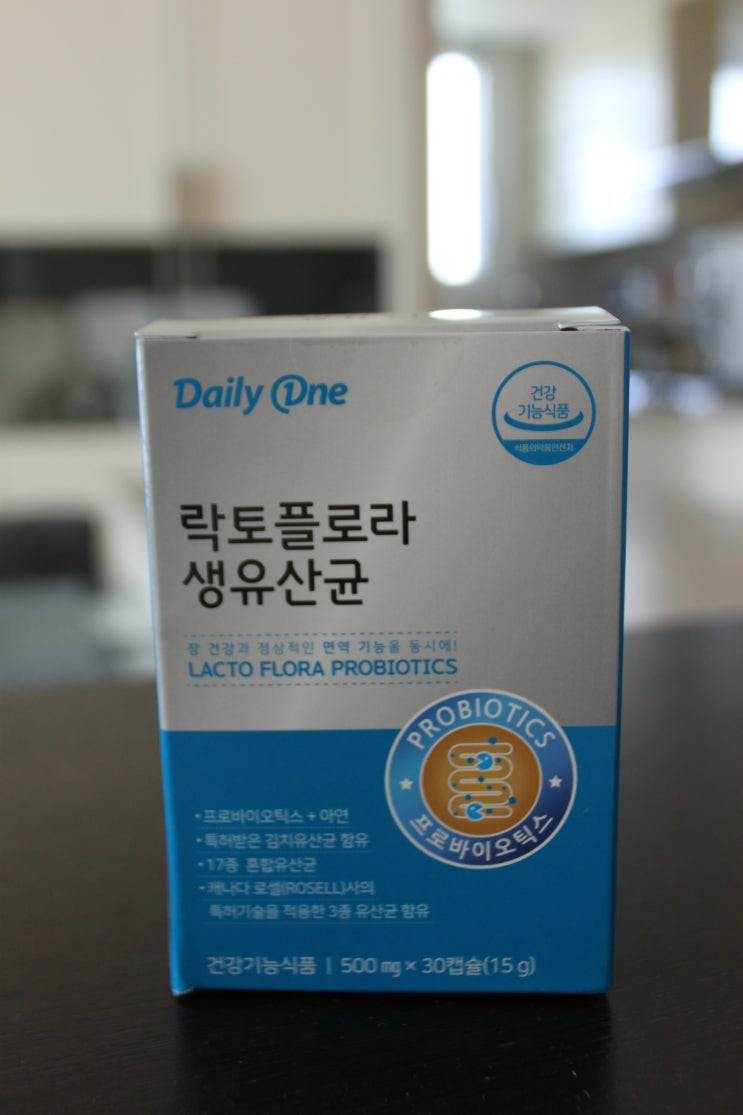 Daily One
건강
기능식품
식품의약품안전처
락토플로라
생유산균
장 건강과 정상적인 면역 기능을 동시에!
LACTO FLORA PROBIOTICS
PROBIOTICS
프로바이오틱스
• 프로바이오틱스 + 아연
• 특허받은 김치유산균 함유
• 17종 혼합유산균
• 캐나다 로셀(ROSELL)사의
특허기술을 적용한 3종 유산균 함유
건강기능식품 | 500 mg × 30캡슐(15 g)